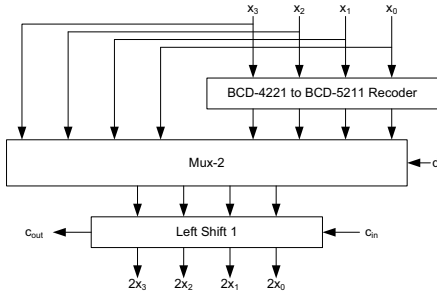 x3 x2 x1 x0
BCD-4221 to BCD-5211 Recoder
Mux-2
d
cout Left Shift 1 cin
2x3 2x2 2x1 2x0